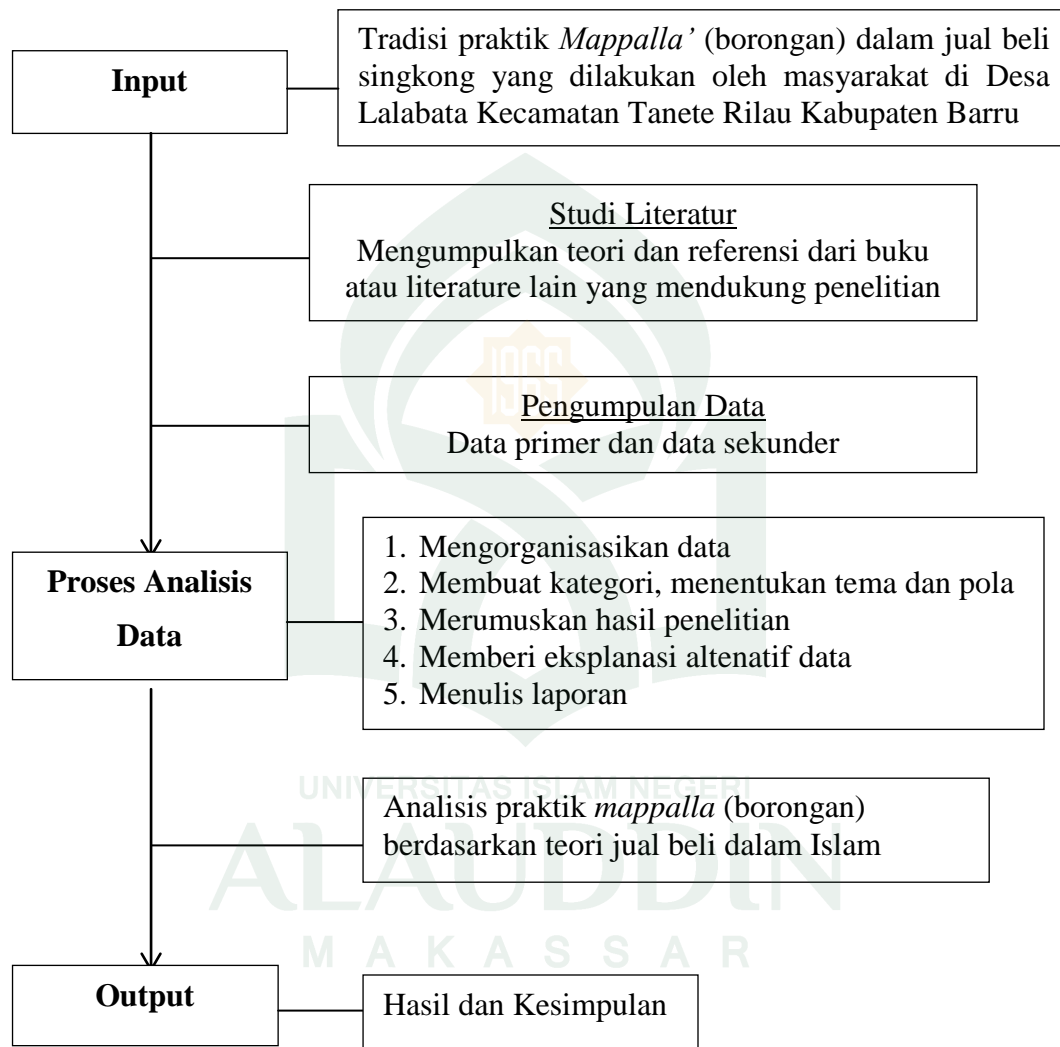 Input
Tradisi praktik Mappalla’ (borongan) dalam jual beli
singkong yang dilakukan oleh masyarakat di Desa
Lalabata Kecamatan Tanete Rilau Kabupaten Barru
Studi Literatur
Mengumpulkan teori dan referensi dari buku
atau literature lain yang mendukung penelitian
1965
Pengumpulan Data
Data primer dan data sekunder
Proses Analisis
Data
1. Mengorganisasikan data
2. Membuat kategori, menentukan tema dan pola
3. Merumuskan hasil penelitian
4. Memberi eksplanasi altenatif data
5. Menulis laporan
UNIVERSITAS ISLAM NEGERI
Analisis praktik mappalla (borongan)
berdasarkan teori jual beli dalam Islam
ALAUDDIN
MAKASSAR
Output
Hasil dan Kesimpulan